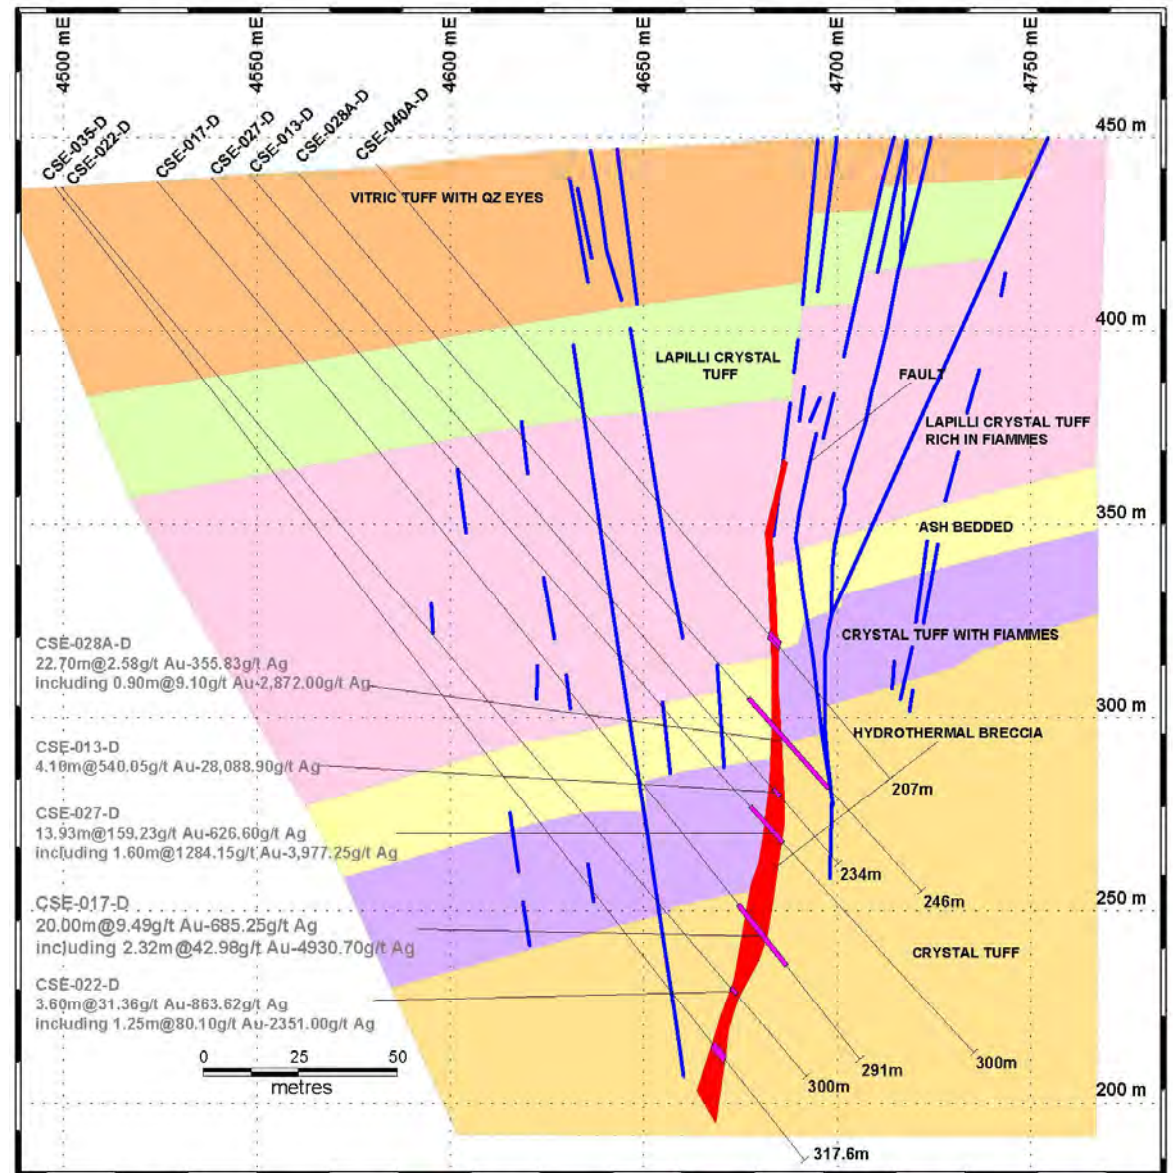 4500 mE
4550 mE
4600 mE
4650 mE
4700 mE
4750 mE
CSE-035-D
CSE-022-D
CSE-017-D
CSE-027-D
CSE-013-D
CSE-028A-D
CSE-040A-D
450 m
VITRIC TUFF WITH QZ EYES
400 m
LAPILLI CRYSTAL
TUFF
FAULT
LAPILLI CRYSTAL TUFF
RICH IN FIAMMES
350 m
ASH BEDDED
CRYSTAL TUFF WITH FIAMMES
CSE-028A-D
22.70m@2.58g/t Au-355.83g/t Ag
including 0.90m@9.10g/t Au-2,872.00g/t Ag
300 m
HYDROTHERMAL BRECCIA
CSE-013-D
4.10m@540.05g/t Au-28,088.90g/t Ag
207m
CSE-027-D
13.93m@159.23g/t Au-626.60g/t Ag
including 1.60m@1284.15g/t Au-3,977.25g/t Ag
234m
246m
250 m
CSE-017-D
20.00m@9.49g/t Au-685.25g/t Ag
including 2.32m@42.98g/t Au-4930.70g/t Ag
CRYSTAL TUFF
CSE-022-D
3.60m@31.36g/t Au-863.62g/t Ag
including 1.25m@80.10g/t Au-2351.00g/t Ag
0 25 50
metres
300m
291m
300m
200 m
317.6m